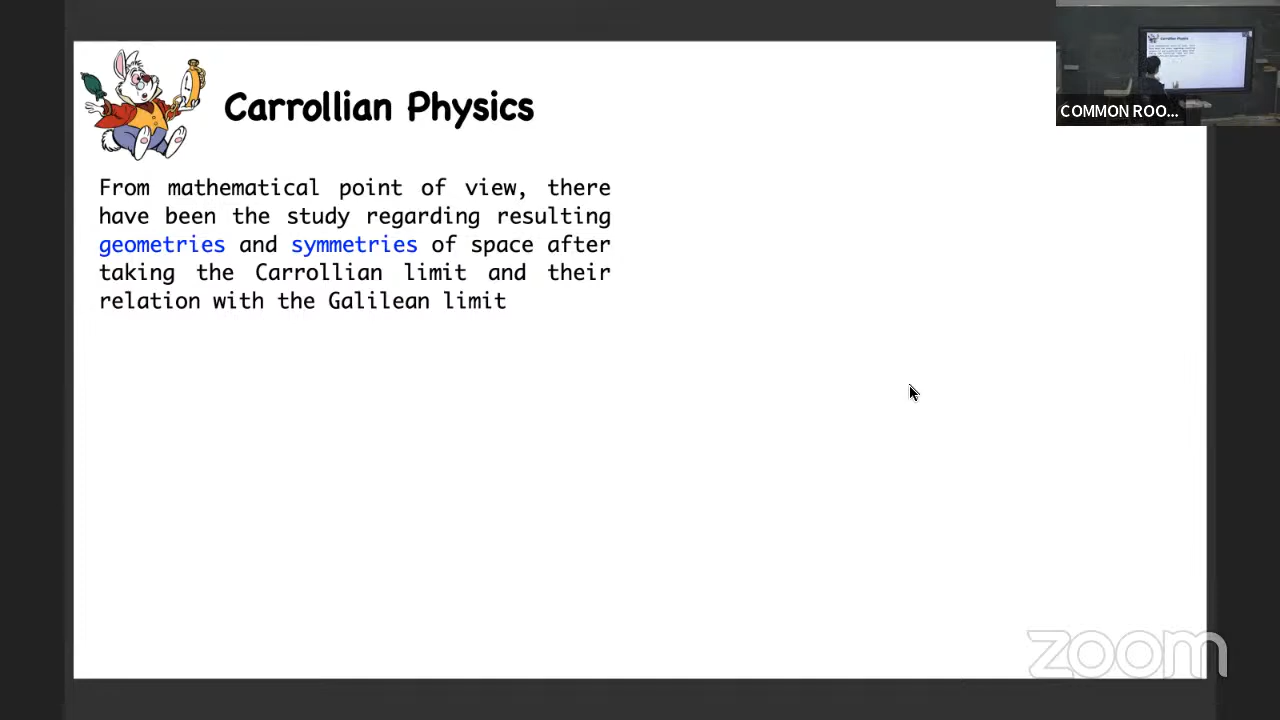 Carrollian Physics
From mathematical point of view, there
have been the study regarding resulting
geometries and symmetries of space after
taking the Carrollian limit and their
relation with the Galilean limit
COMMON ROO...
zoom